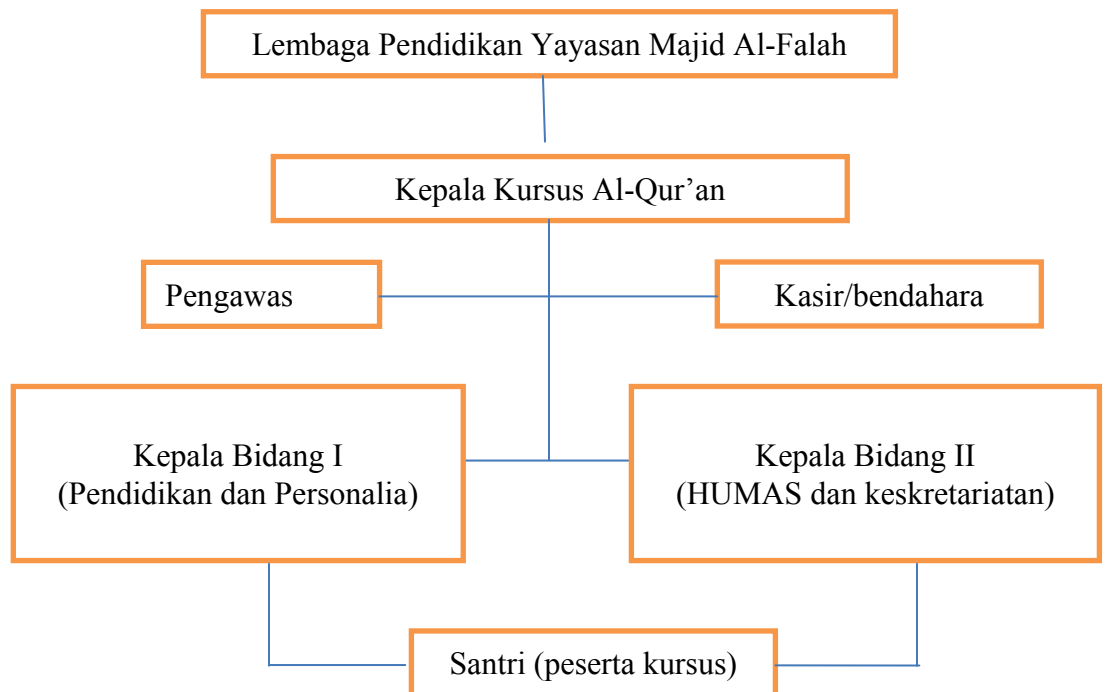 Lembaga Pendidikan Yayasan Majid Al-Falah
Kepala Kursus Al-Qur’an
Pengawas
Kasir/bendahara
Kepala Bidang I
(Pendidikan dan Personalia)
Kepala Bidang II
(HUMAS dan keskretariatan)
Santri (peserta kursus)